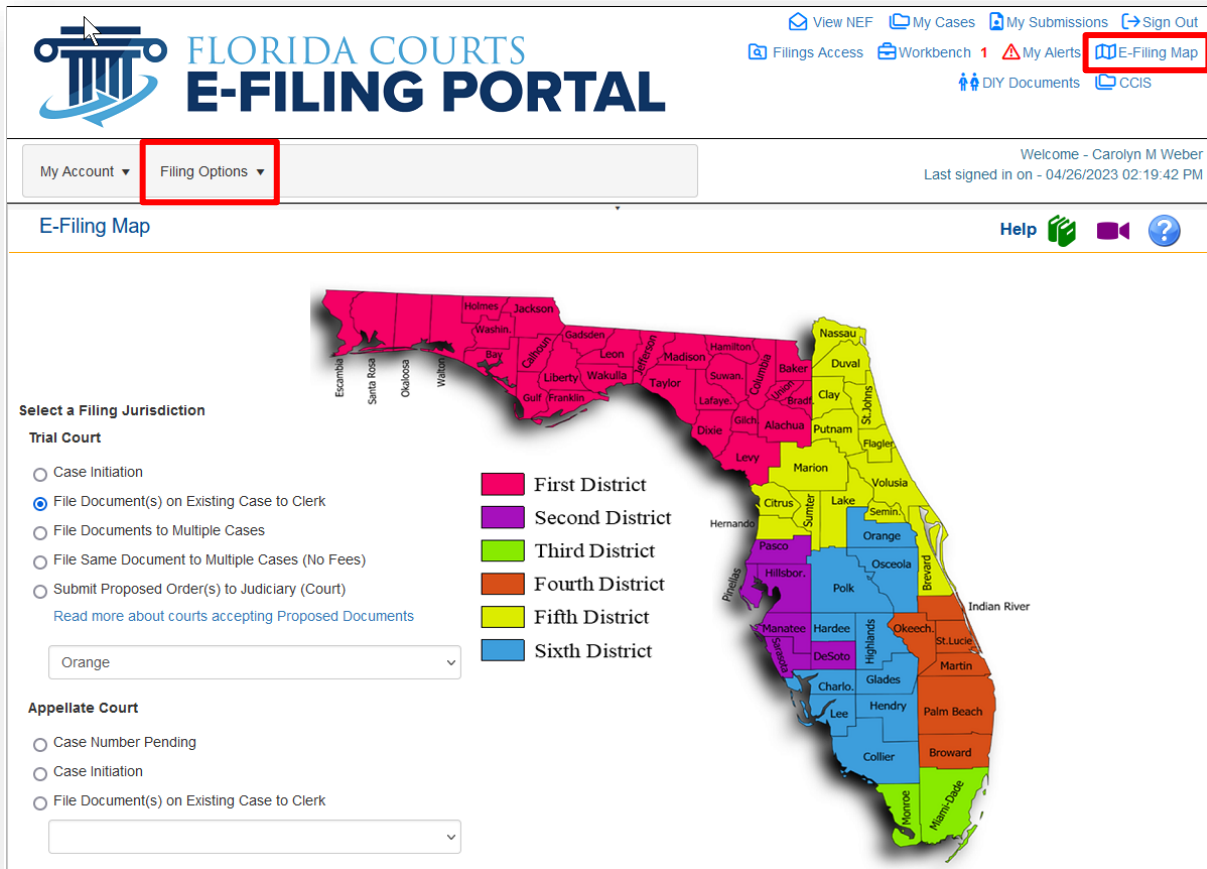 View NEF My Cases My Submissions Sign Out
Filings Access Workbench 1 My Alerts E-Filing Map
DIY Documents CCIS
FLORIDA COURTS
E-FILING PORTAL
My Account ▼ Filing Options ▼
Welcome - Carolyn M Weber
Last signed in on - 04/26/2023 02:19:42 PM
E-Filing Map
Help ?
Select a Filing Jurisdiction
Trial Court
Case Initiation
File Document(s) on Existing Case to Clerk
File Documents to Multiple Cases
File Same Document to Multiple Cases (No Fees)
Submit Proposed Order(s) to Judiciary (Court)
Read more about courts accepting Proposed Documents
Orange
Appellate Court
Case Number Pending
Case Initiation
File Document(s) on Existing Case to Clerk
First District
Second District
Third District
Fourth District
Fifth District
Sixth District
Escambia
Santa Rosa
Okaloosa
Walton
Holmes
Jackson
Washin.
Bay
Calhoun
Gulf
Gadsden
Liberty
Franklin
Leon
Wakulla
Jefferson
Madison
Taylor
Hamilton
Suwan.
Lafaye.
Dixie
Columbia
Gilch
Levy
Baker
Union
Bradf.
Alachua
Nassau
Duval
Clay
St.Johns
Putnam
Flagler
Marion
Volusia
Citrus
Sumter
Lake
Semin.
Hernando
Orange
Pasco
Osceola
Brevard
Pinellas
Hillsbor.
Polk
Indian River
Manatee
Hardee
Highlands
Okeech.
St.Lucie
Sarasota
DeSoto
Martin
Charlo.
Glades
Lee
Hendry
Palm Beach
Collier
Broward
Monroe
Miami-Dade